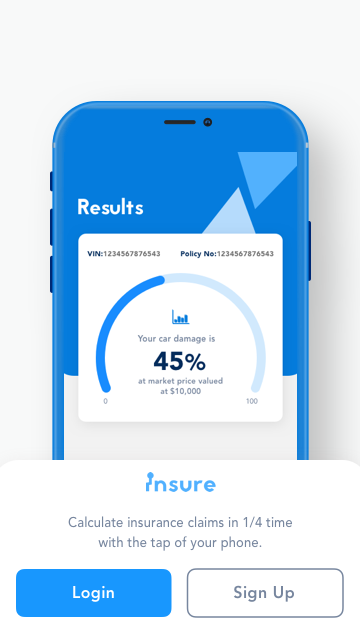 Results
VIN:1234567876543 Policy No:1234567876543
Your car damage is
45%
at market price valued
at $10,000
0 100
insure
Calculate insurance claims in 1/4 time
with the tap of your phone.
Login Sign Up